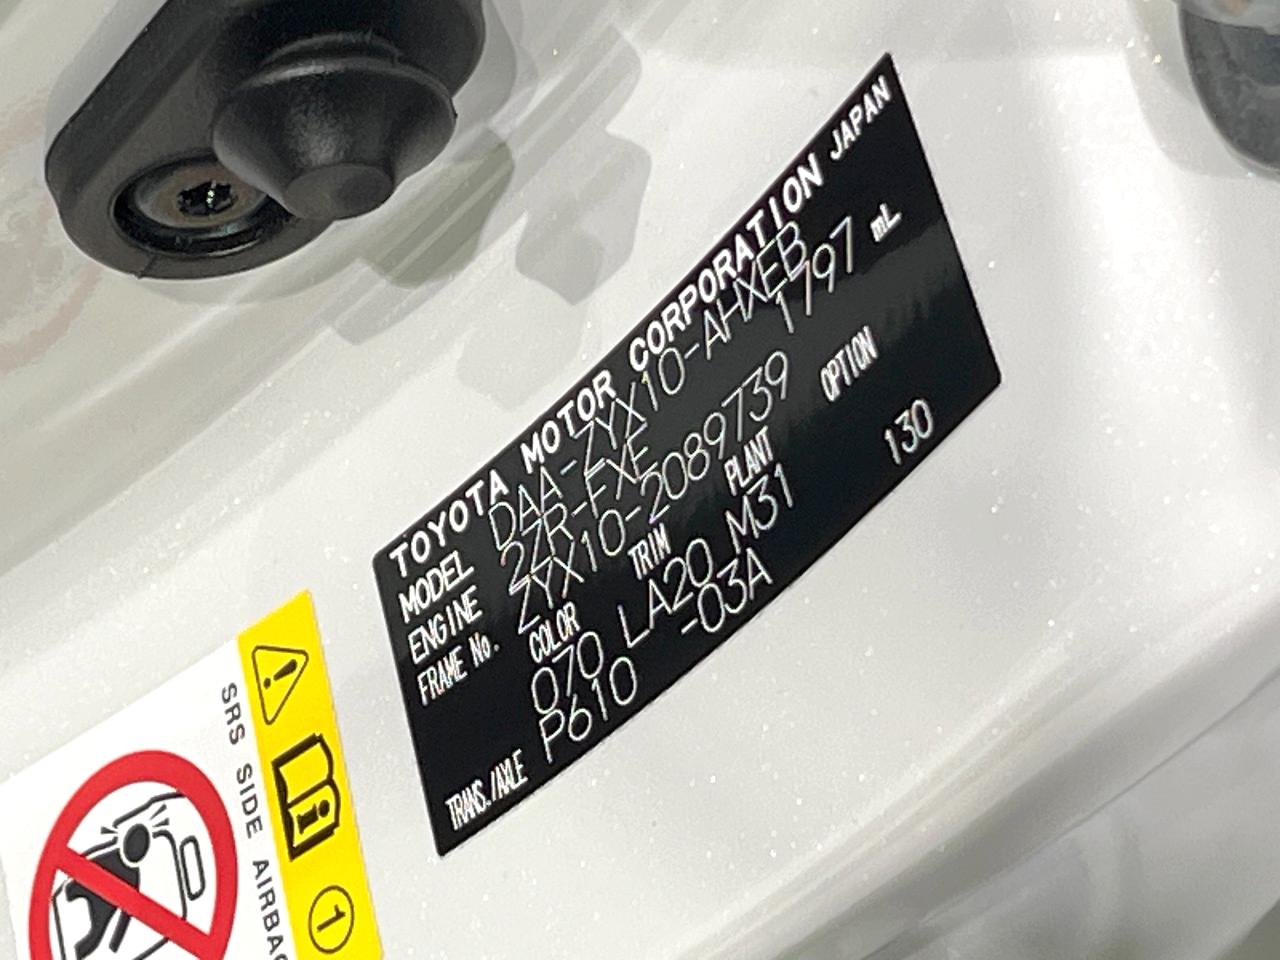 TOYOTA MOTOR CORPORATION JAPAN
MODEL DAA-ZYX10-AHXEB
ENGINE 2ZR-FXE 1797 mL
FRAME No. ZYX10-2089739
COLOR TRIM PLANT OPTION
070 LA20 M31 130
TRANS./AXLE P610 -03A
SRS SIDE AIRBAG
1